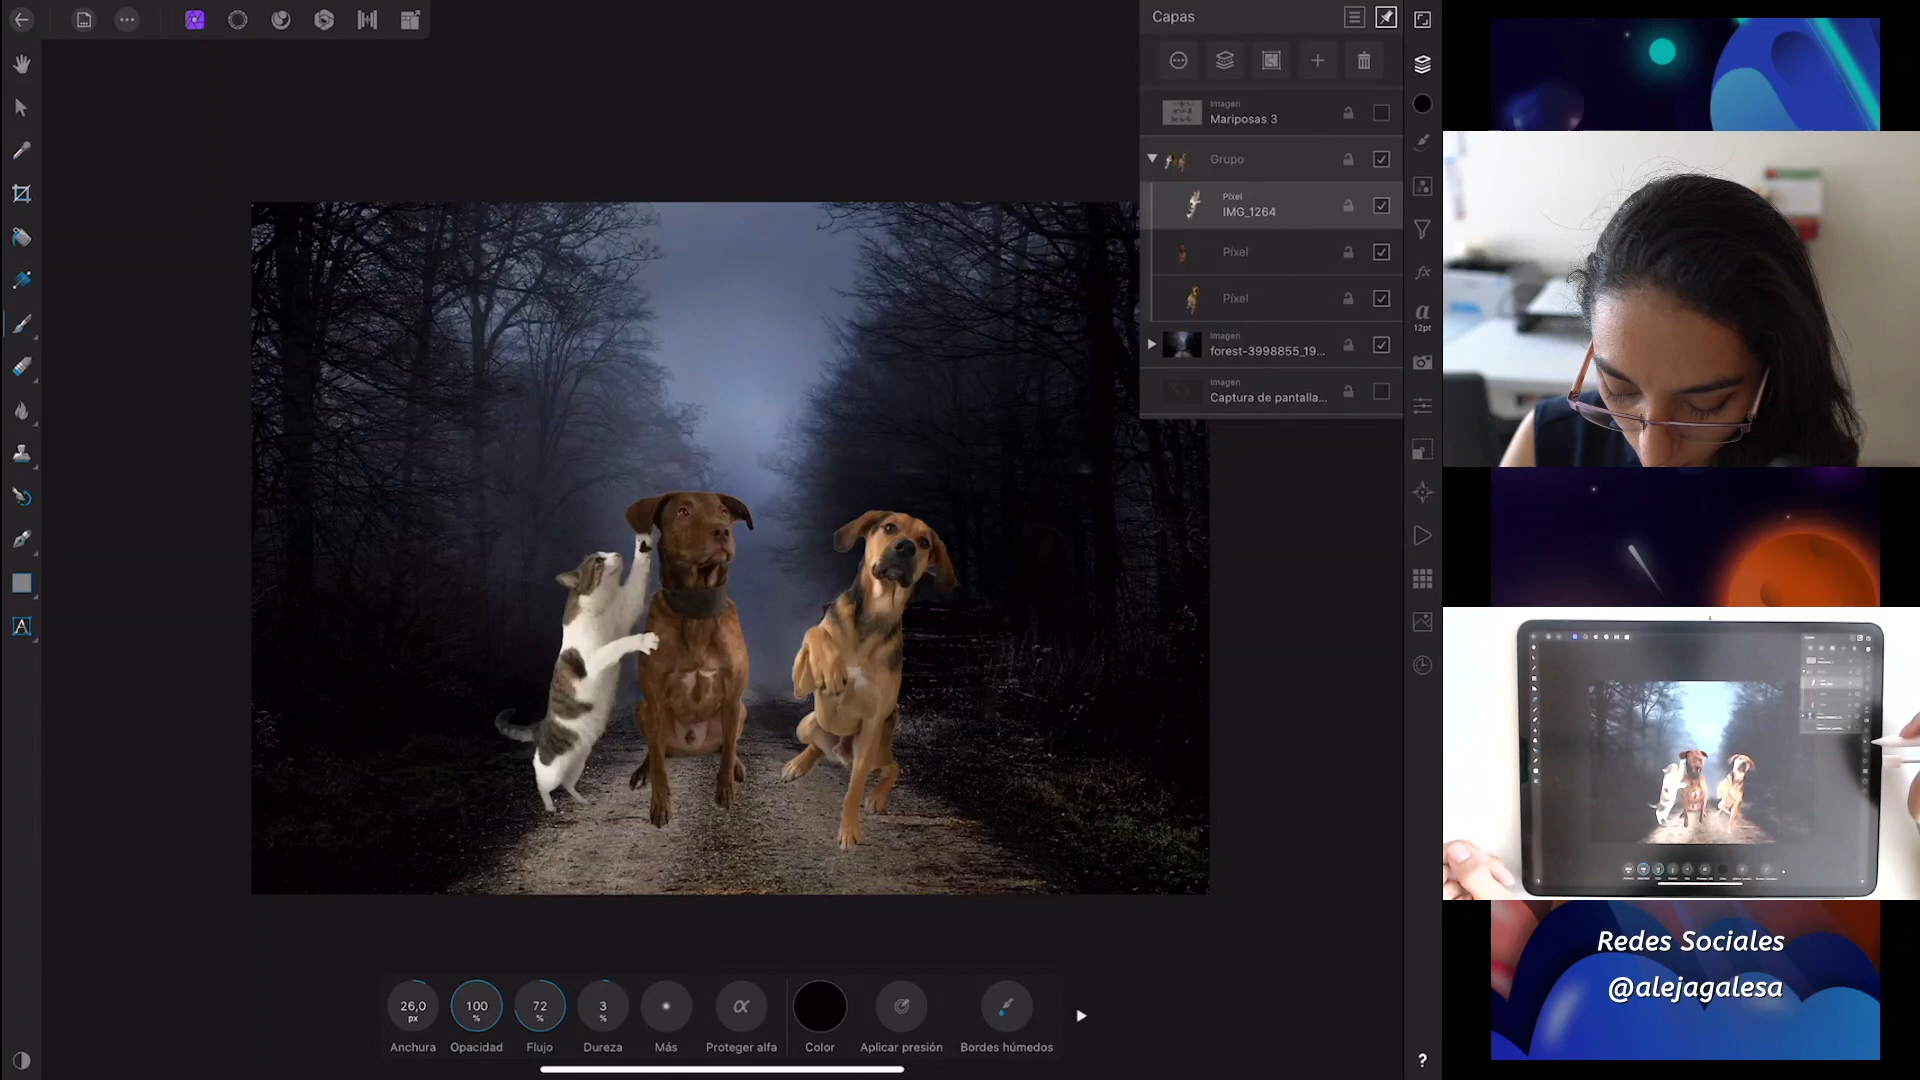 Capas
Imagen
Mariposas 3
Grupo
Píxel
IMG_1264
Píxel
Píxel
Imagen
forest-3998855_19...
Imagen
Captura de pantalla...
a
12pt
A
?
26,0
px
Anchura
100
%
Opacidad
72
%
Flujo
3
%
Dureza
Más
α
Proteger alfa
Color
Aplicar presión
Bordes húmedos
Redes Sociales
@alejagalesa